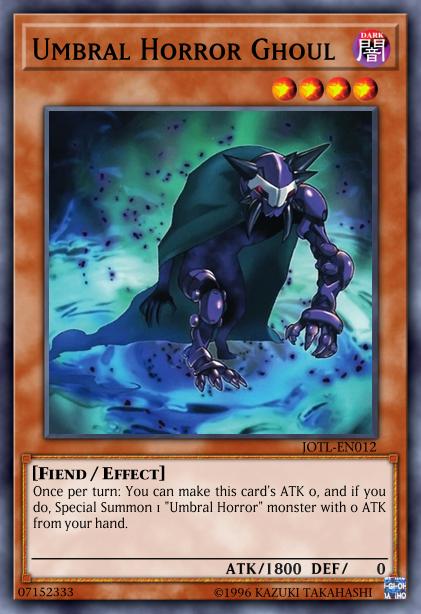 Umbral Horror Ghoul
DARK
闇
JOTL-EN012
[Fiend / Effect]
Once per turn: You can make this card's ATK 0, and if you
do, Special Summon 1 "Umbral Horror" monster with 0 ATK
from your hand.
ATK/1800 DEF/ 0
07152333
©1996 KAZUKI TAKAHASHI